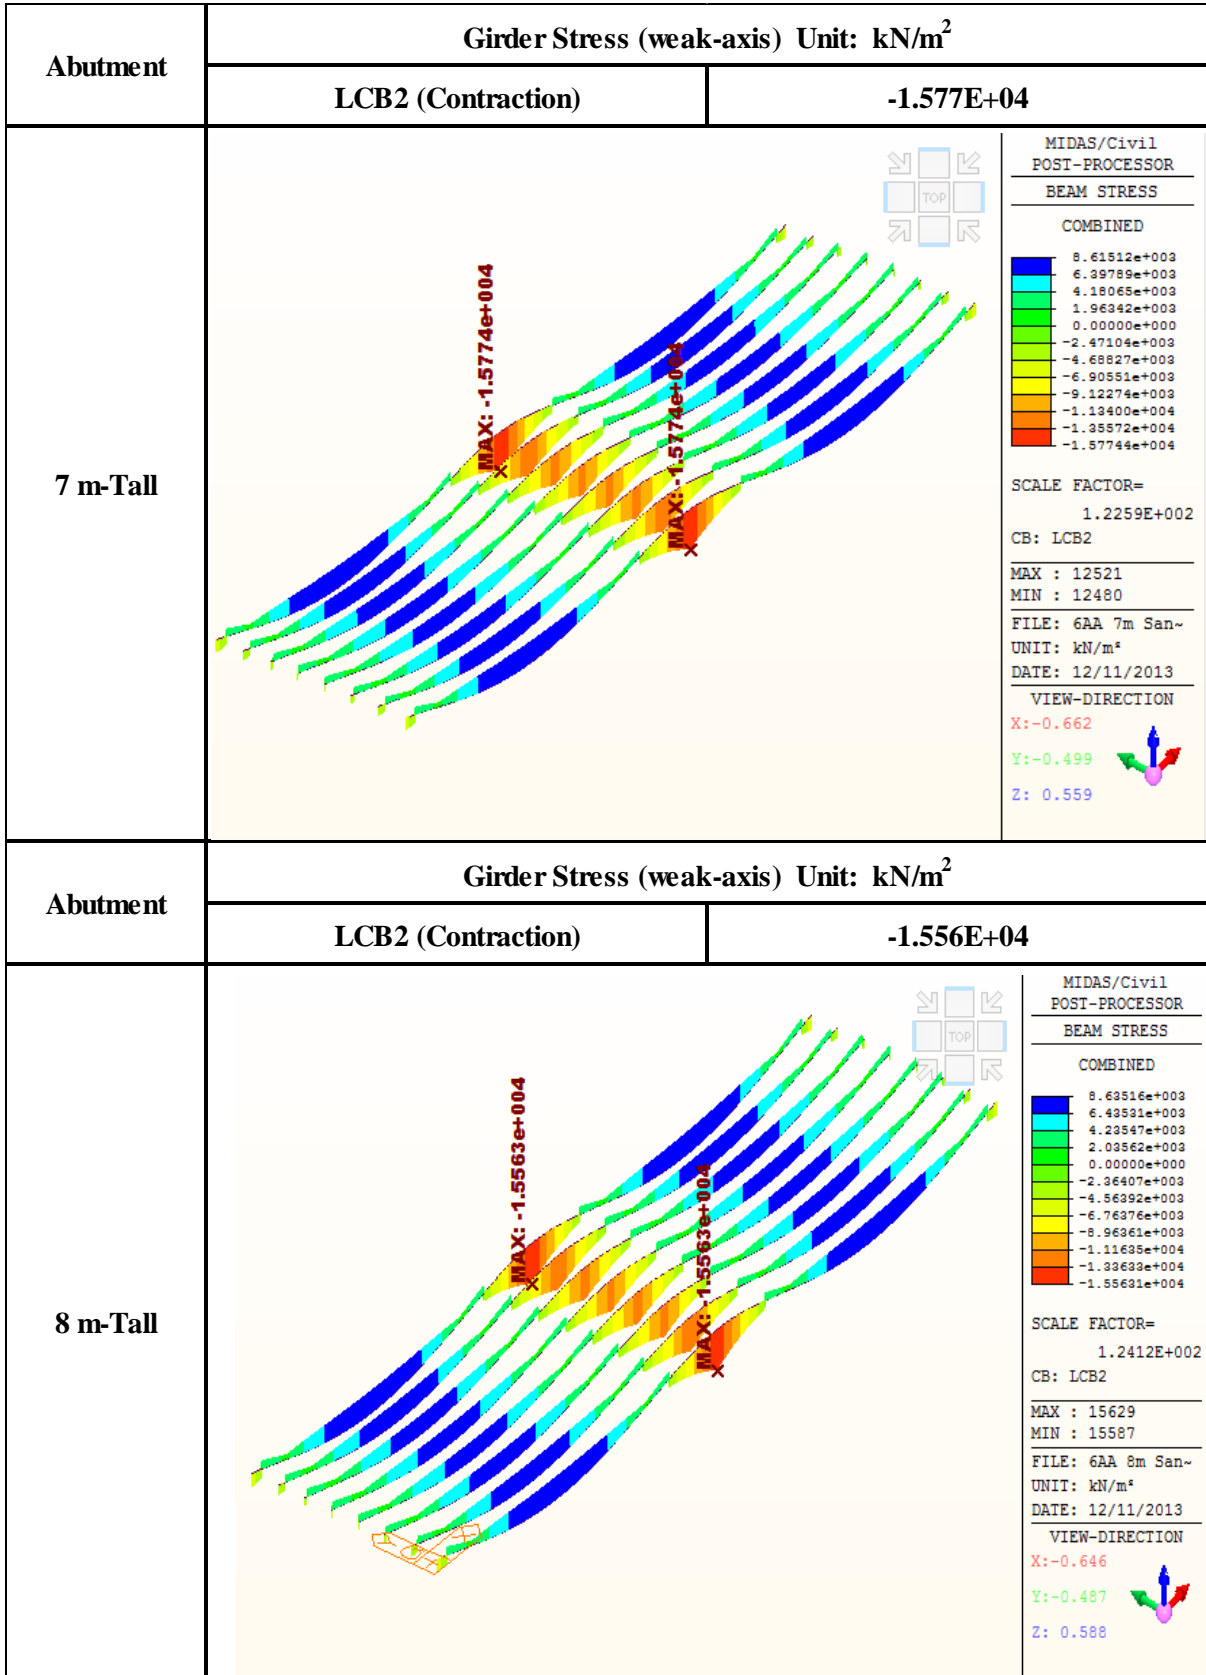 Abutment
Girder Stress (weak-axis) Unit: kN/m²
LCB2 (Contraction)
-1.577E+04
7 m-Tall
MAX: -1.5774e+004
MAX: -1.5774e+004
TOP
MIDAS/Civil
POST-PROCESSOR
BEAM STRESS
COMBINED
8.61512e+003
6.39789e+003
4.18065e+003
1.96342e+003
0.00000e+000
-2.47104e+003
-4.68827e+003
-6.90551e+003
-9.12274e+003
-1.13400e+004
-1.35572e+004
-1.57744e+004
SCALE FACTOR=
1.2259E+002
CB: LCB2
MAX : 12521
MIN : 12480
FILE: 6AA 7m San~
UNIT: kN/m²
DATE: 12/11/2013
VIEW-DIRECTION
X:-0.662
Y:-0.499
Z: 0.559
Abutment
Girder Stress (weak-axis) Unit: kN/m²
LCB2 (Contraction)
-1.556E+04
8 m-Tall
MAX: -1.5563e+004
MAX: -1.5563e+004
TOP
MIDAS/Civil
POST-PROCESSOR
BEAM STRESS
COMBINED
8.63516e+003
6.43531e+003
4.23547e+003
2.03562e+003
0.00000e+000
-2.36407e+003
-4.56392e+003
-6.76376e+003
-8.96361e+003
-1.11635e+004
-1.33633e+004
-1.55631e+004
SCALE FACTOR=
1.2412E+002
CB: LCB2
MAX : 15629
MIN : 15587
FILE: 6AA 8m San~
UNIT: kN/m²
DATE: 12/11/2013
VIEW-DIRECTION
X:-0.646
Y:-0.487
Z: 0.588